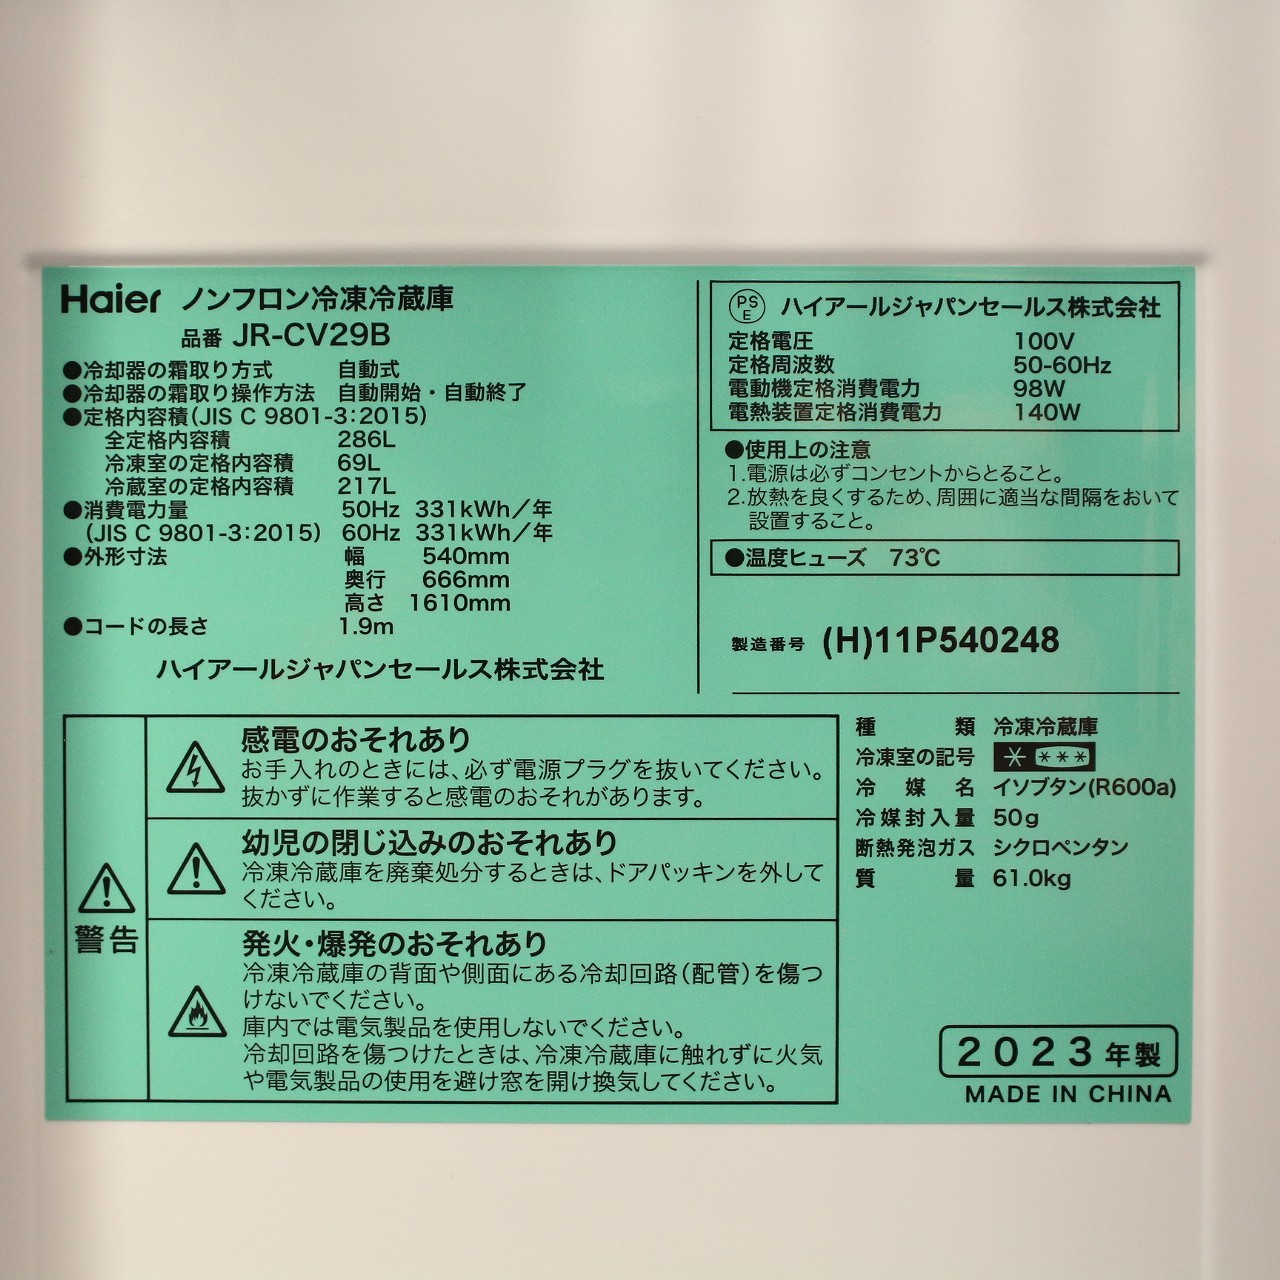 Haier ノンフロン冷凍冷蔵庫
品番 JR-CV29B
●冷却器の霜取り方式 自動式
●冷却器の霜取り操作方法 自動開始・自動終了
●定格内容積(JIS C 9801-3:2015)
全定格内容積 286L
冷凍室の定格内容積 69L
冷蔵室の定格内容積 217L
●消費電力量 50Hz 331kWh/年
(JIS C 9801-3:2015) 60Hz 331kWh/年
●外形寸法 幅 540mm
奥行 666mm
高さ 1610mm
●コードの長さ 1.9m
ハイアールジャパンセールス株式会社
PSE ハイアールジャパンセールス株式会社
定格電圧 100V
定格周波数 50-60Hz
電動機定格消費電力 98W
電熱装置定格消費電力 140W
●使用上の注意
1.電源は必ずコンセントからとること。
2.放熱を良くするため、周囲に適当な間隔をおいて
設置すること。
●温度ヒューズ 73℃
製造番号 (H)11P540248
警告
感電のおそれあり
お手入れのときには、必ず電源プラグを抜いてください。
抜かずに作業すると感電のおそれがあります。
幼児の閉じ込みのおそれあり
冷凍冷蔵庫を廃棄処分するときは、ドアパッキンを外して
ください。
発火・爆発のおそれあり
冷凍冷蔵庫の背面や側面にある冷却回路(配管)を傷つ
けないでください。
庫内では電気製品を使用しないでください。
冷却回路を傷つけたときは、冷凍冷蔵庫に触れずに火気
や電気製品の使用を避け窓を開け換気してください。
種類 冷凍冷蔵庫
冷凍室の記号 * ***
冷媒名 イソブタン(R600a)
冷媒封入量 50g
断熱発泡ガス シクロペンタン
質量 61.0kg
2023年製
MADE IN CHINA